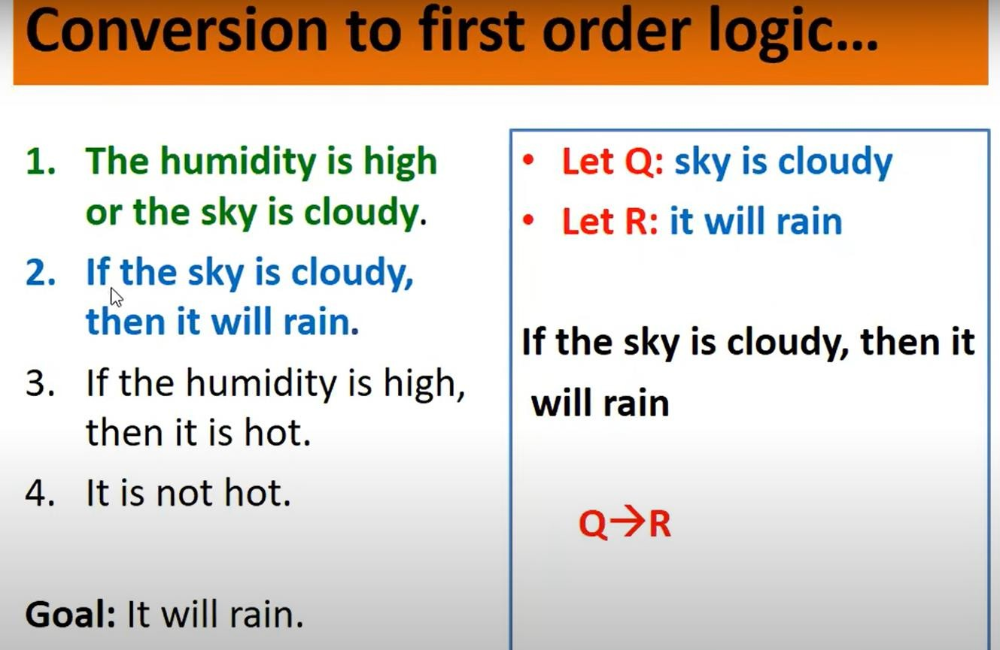 Conversion to first order logic...
1. The humidity is high
or the sky is cloudy.
2. If the sky is cloudy,
then it will rain.
3. If the humidity is high,
then it is hot.
4. It is not hot.
Goal: It will rain.
• Let Q: sky is cloudy
• Let R: it will rain
If the sky is cloudy, then it
will rain
Q→R